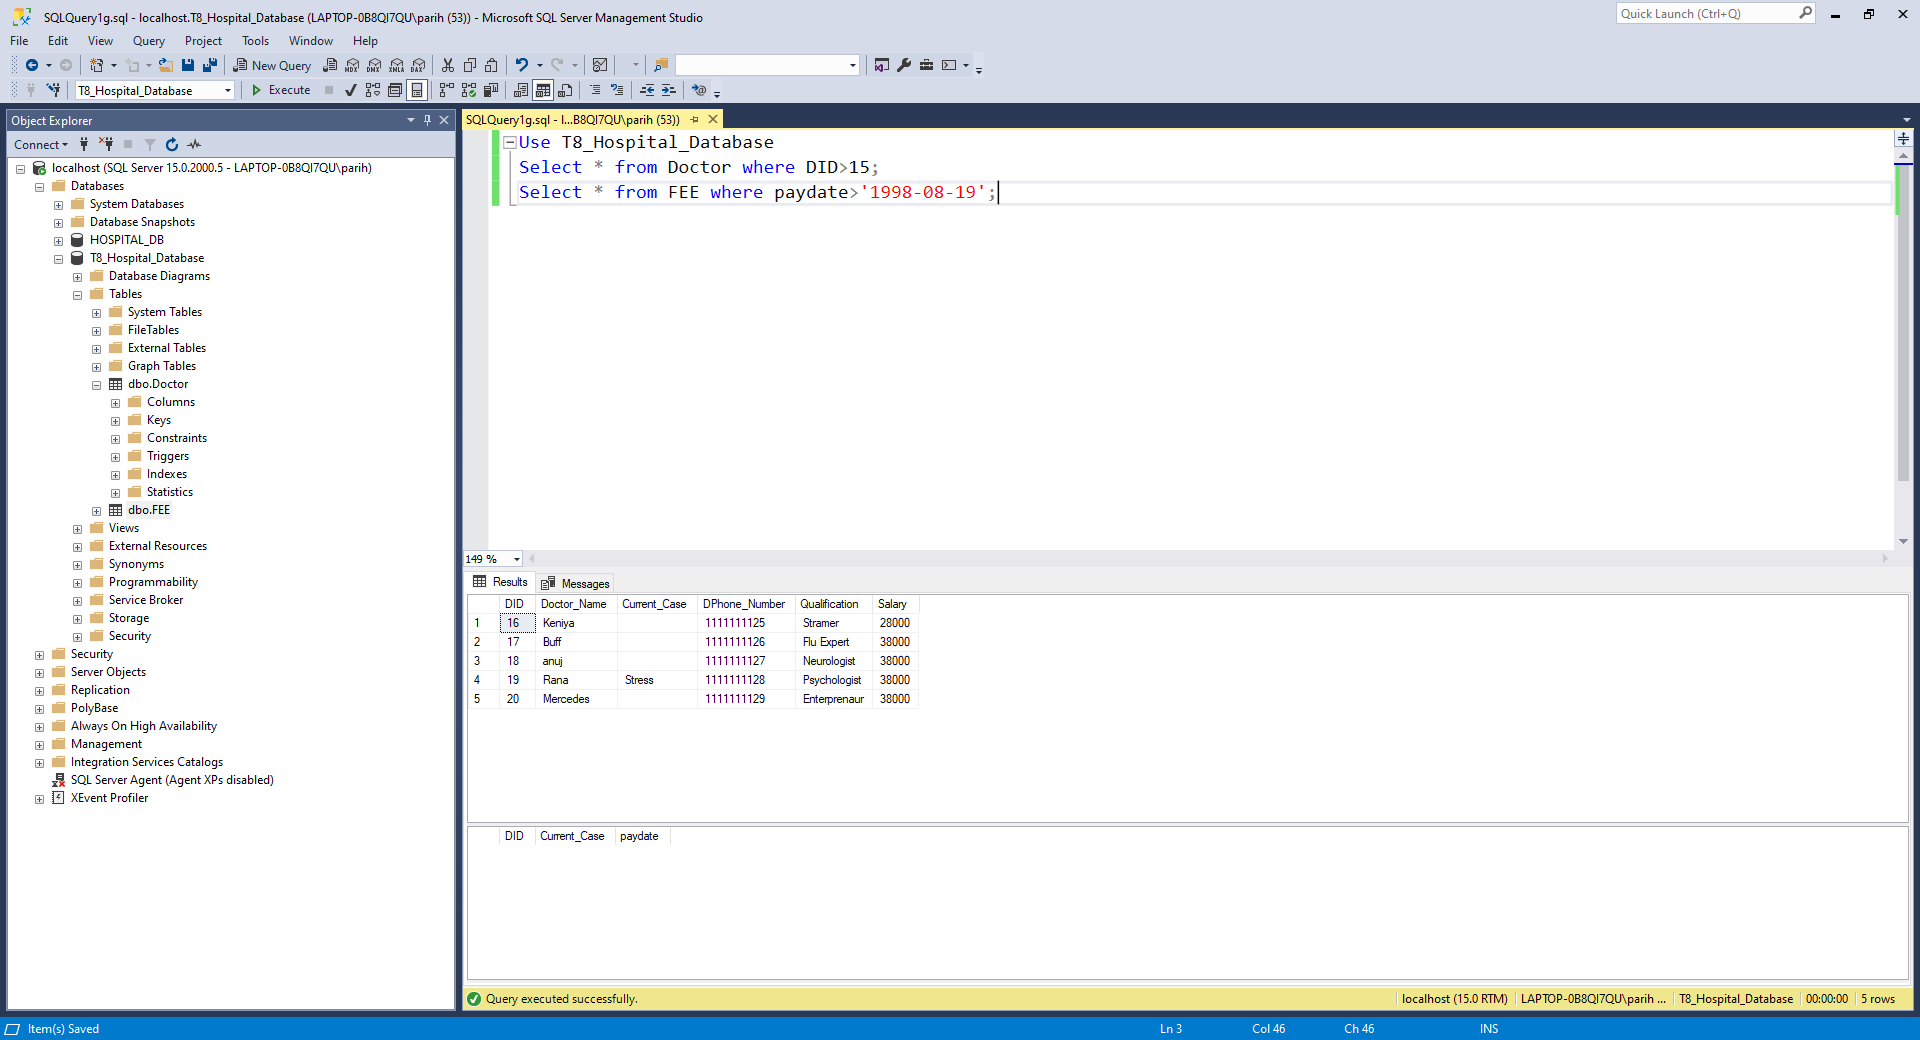 SQLQuery1g.sql - localhost.T8_Hospital_Database (LAPTOP-0B8QI7QU\parih (53)) - Microsoft SQL Server Management Studio
Quick Launch (Ctrl+Q)
File Edit View Query Project Tools Window Help
New Query
MDX DMX XMLA DAX
T8_Hospital_Database Execute
Object Explorer
Connect
localhost (SQL Server 15.0.2000.5 - LAPTOP-0B8QI7QU\parih)
Databases
System Databases
Database Snapshots
HOSPITAL_DB
T8_Hospital_Database
Database Diagrams
Tables
System Tables
FileTables
External Tables
Graph Tables
dbo.Doctor
Columns
Keys
Constraints
Triggers
Indexes
Statistics
dbo.FEE
Views
External Resources
Synonyms
Programmability
Service Broker
Storage
Security
Security
Server Objects
Replication
PolyBase
Always On High Availability
Management
Integration Services Catalogs
SQL Server Agent (Agent XPs disabled)
XEvent Profiler
SQLQuery1g.sql - l...B8QI7QU\parih (53))
Use T8_Hospital_Database
Select * from Doctor where DID>15;
Select * from FEE where paydate>'1998-08-19';
149 %
Results Messages
DID Doctor_Name Current_Case DPhone_Number Qualification Salary
1 16 Keniya 1111111125 Stramer 28000
2 17 Buff 1111111126 Flu Expert 38000
3 18 anuj 1111111127 Neurologist 38000
4 19 Rana Stress 1111111128 Psychologist 38000
5 20 Mercedes 1111111129 Enterprenaur 38000
DID Current_Case paydate
Query executed successfully. localhost (15.0 RTM) LAPTOP-0B8QI7QU\parih ... T8_Hospital_Database 00:00:00 5 rows
Item(s) Saved Ln 3 Col 46 Ch 46 INS